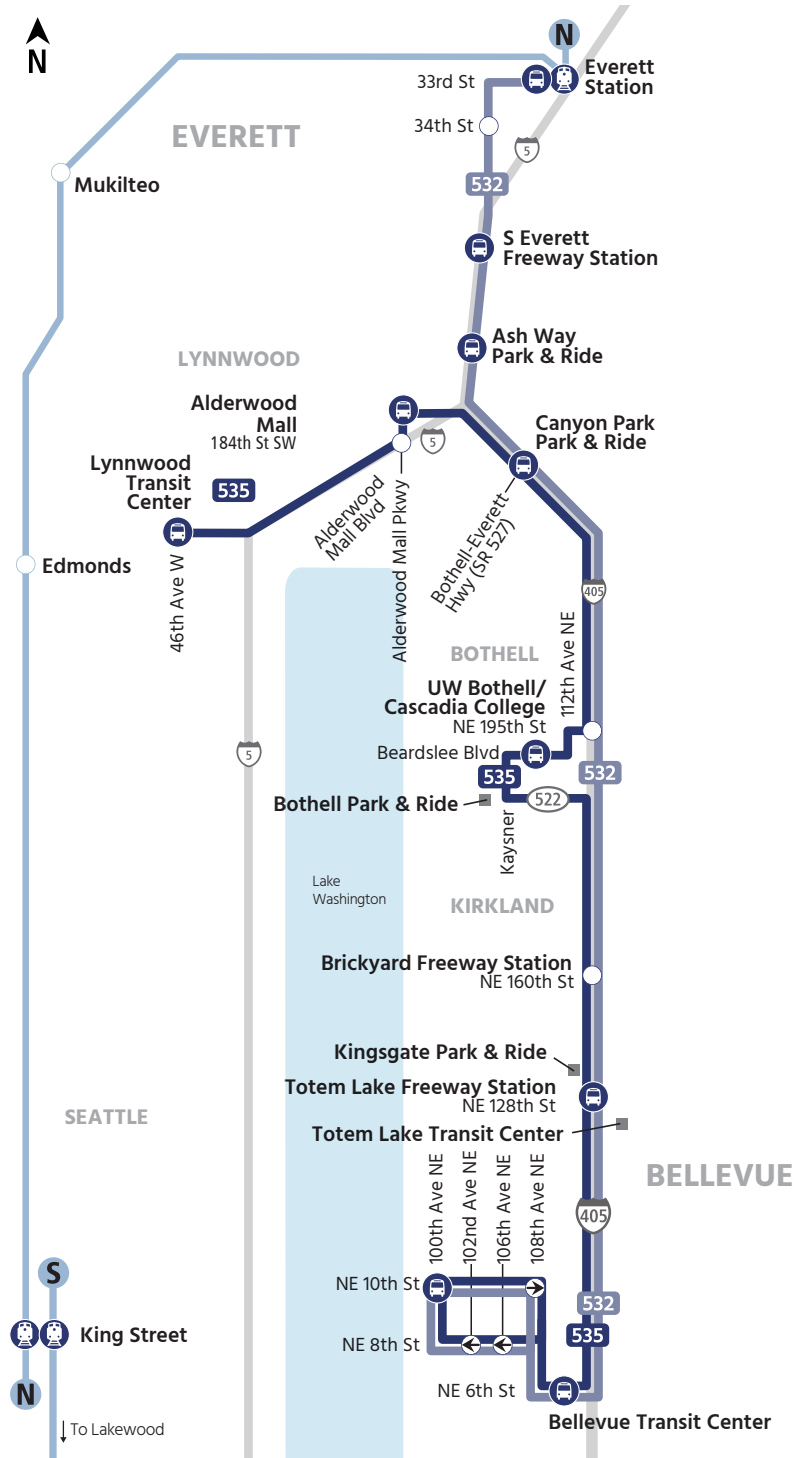 N
N
33rd St
Everett
Station
34th St
EVERETT
5
Mukilteo
532
S Everett
Freeway Station
Ash Way
Park & Ride
LYNNWOOD
Alderwood
Mall
184th St SW
5
Canyon Park
Park & Ride
Lynnwood
Transit
Center
535
Alderwood
Mall Blvd
Alderwood Mall Pkwy
Bothell-Everett
Hwy (SR 527)
46th Ave W
Edmonds
405
112th Ave NE
BOTHELL
UW Bothell/
Cascadia College
NE 195th St
Beardslee Blvd
5
535
532
Bothell Park & Ride
522
Kaysner
Lake
Washington
KIRKLAND
Brickyard Freeway Station
NE 160th St
Kingsgate Park & Ride
Totem Lake Freeway Station
NE 128th St
SEATTLE
Totem Lake Transit Center
BELLEVUE
100th Ave NE
102nd Ave NE
106th Ave NE
108th Ave NE
405
S
NE 10th St
532
King Street
535
NE 8th St
NE 6th St
N
Bellevue Transit Center
To Lakewood